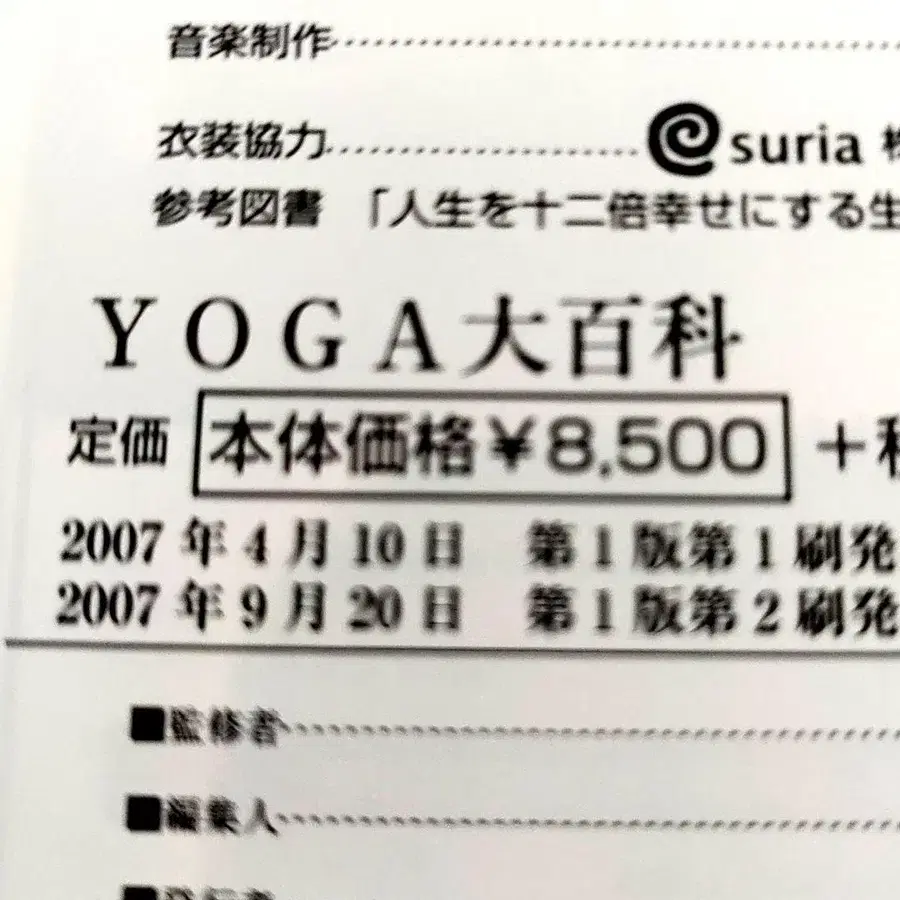 音楽制作
衣装協力 suria 株
参考図書 「人生を十二倍幸せにする生
YOGA大百科
定価 本体価格¥8,500 +税
2007年4月10日 第1版第1刷発
2007年9月20日 第1版第2刷発
■監修者
■編集人